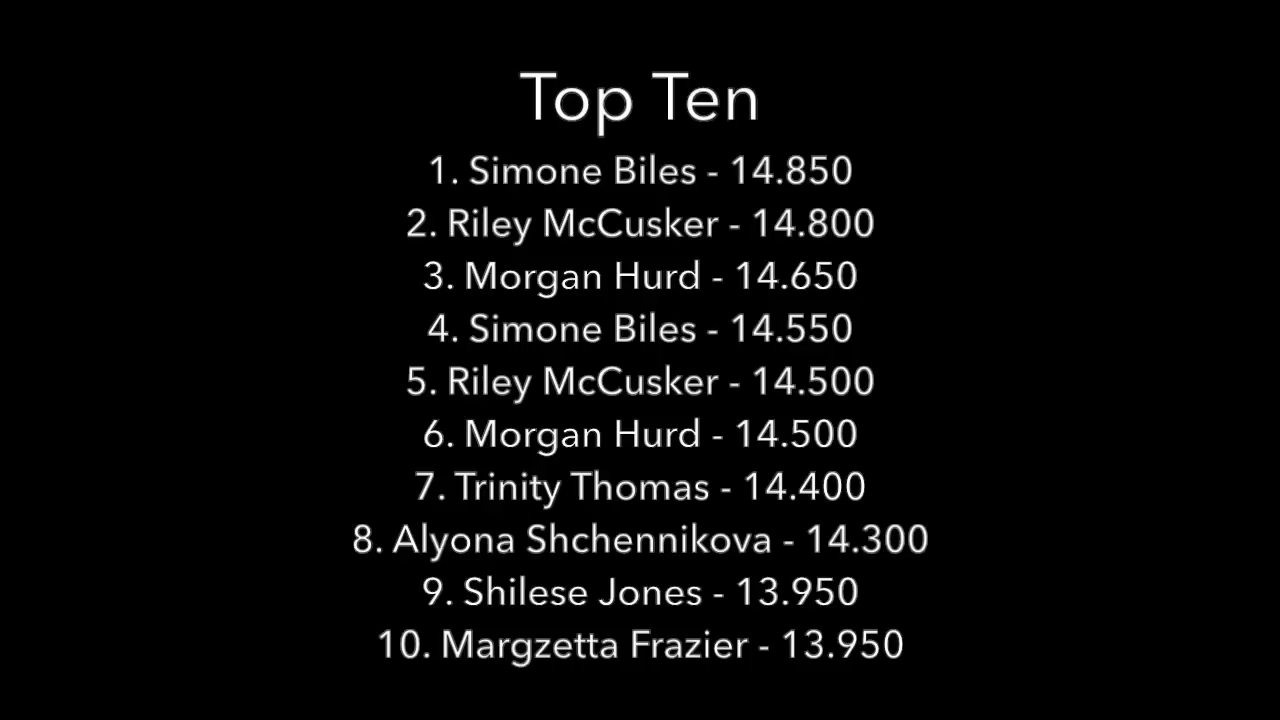 Top Ten
1. Simone Biles - 14.850
2. Riley McCusker - 14.800
3. Morgan Hurd - 14.650
4. Simone Biles - 14.550
5. Riley McCusker - 14.500
6. Morgan Hurd - 14.500
7. Trinity Thomas - 14.400
8. Alyona Shchennikova - 14.300
9. Shilese Jones - 13.950
10. Margzetta Frazier - 13.950